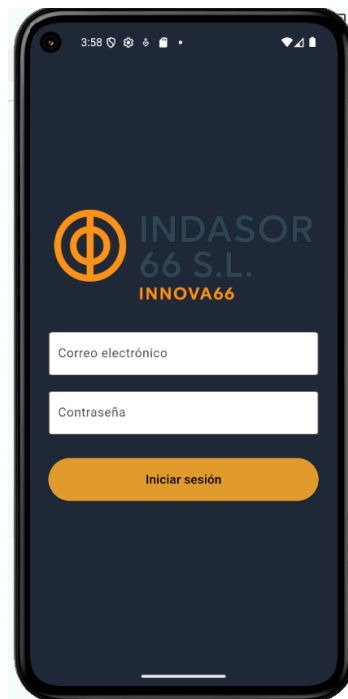 3:58
INDASOR
66 S.L.
INNOVA66
Correo electrónico
Contraseña
Iniciar sesión